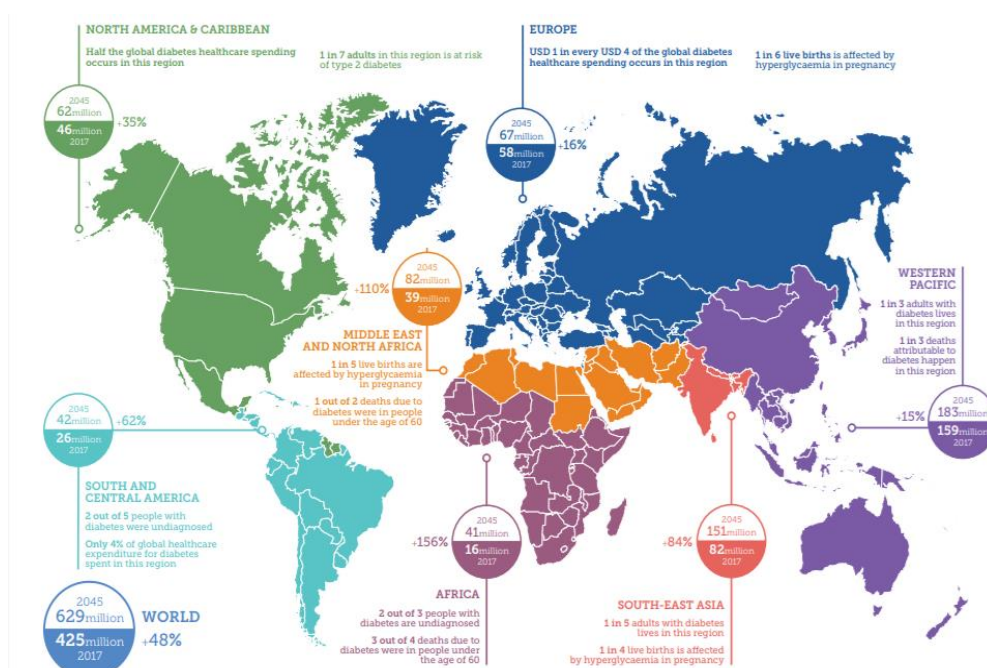 NORTH AMERICA & CARIBBEAN
Half the global diabetes healthcare spending
occurs in this region
1 in 7 adults in this region is at risk
of type 2 diabetes
2045
62million
46million
2017
+35%
EUROPE
USD 1 in every USD 4 of the global diabetes
healthcare spending occurs in this region
1 in 6 live births is affected by
hyperglycaemia in pregnancy
2045
67million
58million
2017
+16%
2045
82million
39million
2017
+110%
MIDDLE EAST
AND NORTH AFRICA
1 in 5 live births are
affected by hyperglycaemia
in pregnancy
1 out of 2 deaths due to
diabetes were in people
under the age of 60
WESTERN
PACIFIC
1 in 3 adults with
diabetes lives
in this region
1 in 3 deaths
attributable to
diabetes happen
in this region
2045
183million
159million
2017
+15%
2045
42million
26million
2017
+62%
SOUTH AND
CENTRAL AMERICA
2 out of 5 people with
diabetes were undiagnosed
Only 4% of global healthcare
expenditure for diabetes
spent in this region
2045
41million
16million
2017
+156%
AFRICA
2 out of 3 people with
diabetes are undiagnosed
3 out of 4 deaths due to
diabetes were in people under
the age of 60
2045
151million
82million
2017
+84%
SOUTH-EAST ASIA
1 in 5 adults with diabetes
lives in this region
1 in 4 live births is affected
by hyperglycaemia in pregnancy
2045
629million
425million
2017
WORLD
+48%